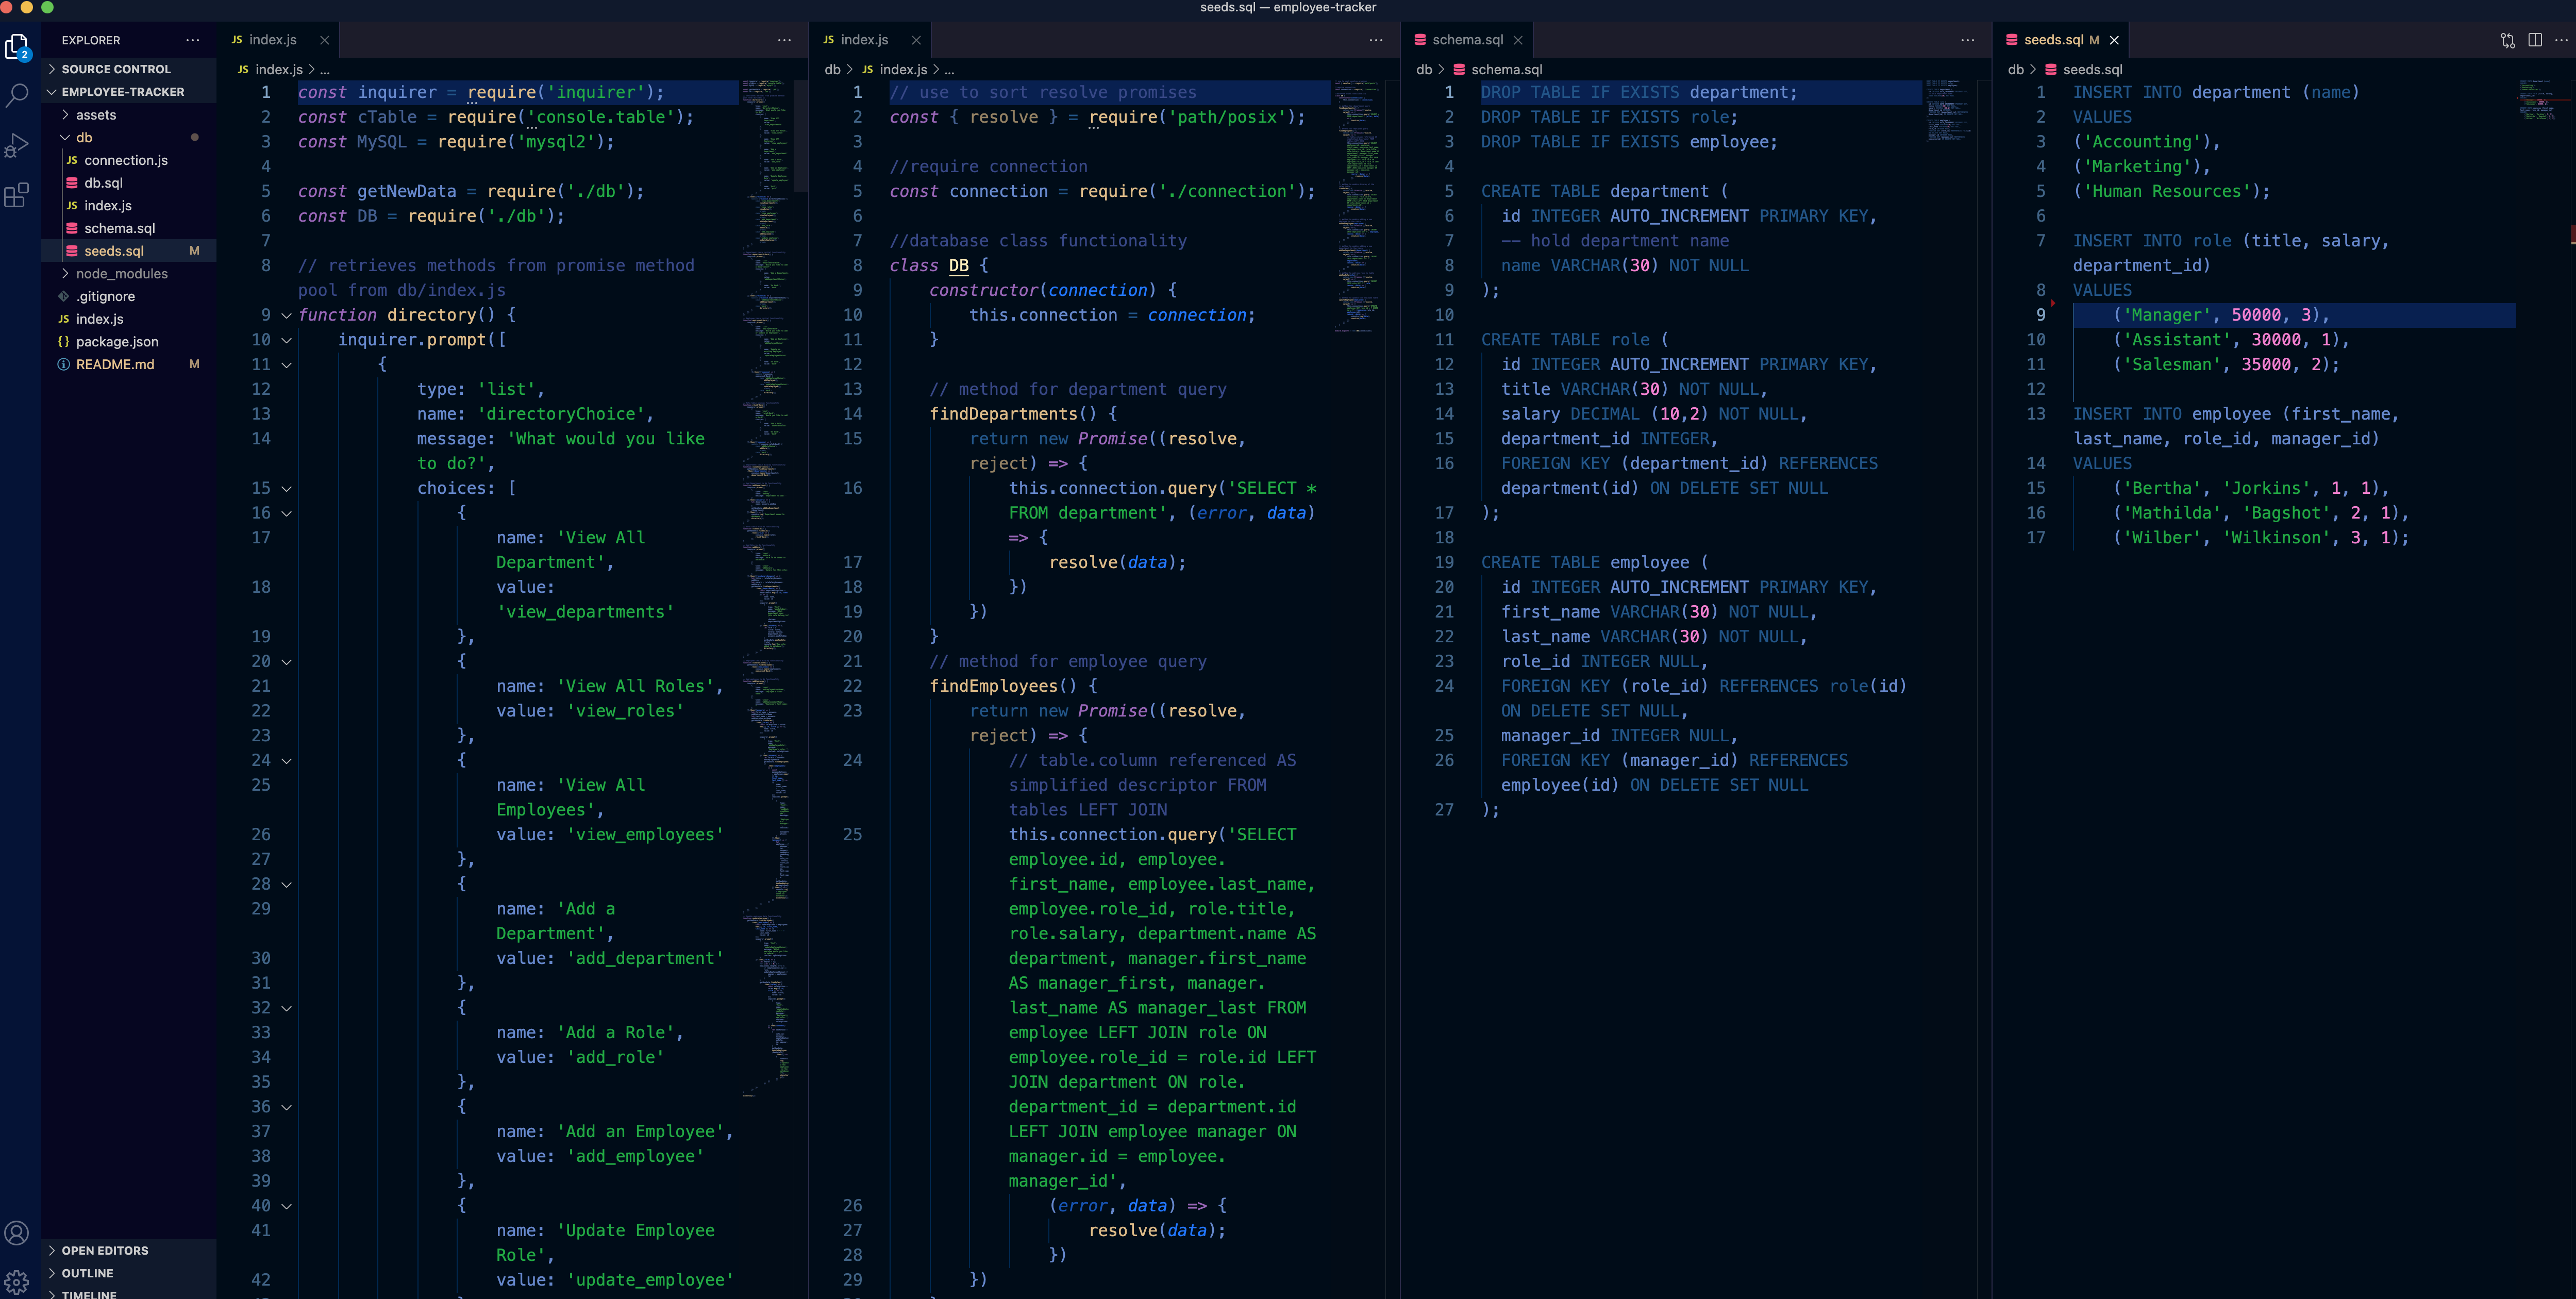 seeds.sql — employee-tracker
EXPLORER
SOURCE CONTROL
EMPLOYEE-TRACKER
assets
db
JS connection.js
db.sql
JS index.js
schema.sql
seeds.sql M
node_modules
.gitignore
JS index.js
{} package.json
README.md M
OPEN EDITORS
OUTLINE
TIMELINE
2
JS index.js
JS index.js > ...
1 const inquirer = require('inquirer');
2 const cTable = require('console.table');
3 const MySQL = require('mysql2');
4
5 const getNewData = require('./db');
6 const DB = require('./db');
7
8 // retrieves methods from promise method
pool from db/index.js
9 function directory() {
10 inquirer.prompt([
11 {
12 type: 'list',
13 name: 'directoryChoice',
14 message: 'What would you like
to do?',
15 choices: [
16 {
17 name: 'View All
Department',
18 value:
'view_departments'
19 },
20 {
21 name: 'View All Roles',
22 value: 'view_roles'
23 },
24 {
25 name: 'View All
Employees',
26 value: 'view_employees'
27 },
28 {
29 name: 'Add a
Department',
30 value: 'add_department'
31 },
32 {
33 name: 'Add a Role',
34 value: 'add_role'
35 },
36 {
37 name: 'Add an Employee',
38 value: 'add_employee'
39 },
40 {
41 name: 'Update Employee
Role',
42 value: 'update_employee'
JS index.js
db > JS index.js > ...
1 // use to sort resolve promises
2 const { resolve } = require('path/posix');
3
4 //require connection
5 const connection = require('./connection');
6
7 //database class functionality
8 class DB {
9 constructor(connection) {
10 this.connection = connection;
11 }
12
13 // method for department query
14 findDepartments() {
15 return new Promise((resolve,
reject) => {
16 this.connection.query('SELECT *
FROM department', (error, data)
=> {
17 resolve(data);
18 })
19 })
20 }
21 // method for employee query
22 findEmployees() {
23 return new Promise((resolve,
reject) => {
24 // table.column referenced AS
simplified descriptor FROM
tables LEFT JOIN
25 this.connection.query('SELECT
employee.id, employee.
first_name, employee.last_name,
employee.role_id, role.title,
role.salary, department.name AS
department, manager.first_name
AS manager_first, manager.
last_name AS manager_last FROM
employee LEFT JOIN role ON
employee.role_id = role.id LEFT
JOIN department ON role.
department_id = department.id
LEFT JOIN employee manager ON
manager.id = employee.
manager_id',
26 (error, data) => {
27 resolve(data);
28 })
29 })
schema.sql
db > schema.sql
1 DROP TABLE IF EXISTS department;
2 DROP TABLE IF EXISTS role;
3 DROP TABLE IF EXISTS employee;
4
5 CREATE TABLE department (
6 id INTEGER AUTO_INCREMENT PRIMARY KEY,
7 -- hold department name
8 name VARCHAR(30) NOT NULL
9 );
10
11 CREATE TABLE role (
12 id INTEGER AUTO_INCREMENT PRIMARY KEY,
13 title VARCHAR(30) NOT NULL,
14 salary DECIMAL (10,2) NOT NULL,
15 department_id INTEGER,
16 FOREIGN KEY (department_id) REFERENCES
department(id) ON DELETE SET NULL
17 );
18
19 CREATE TABLE employee (
20 id INTEGER AUTO_INCREMENT PRIMARY KEY,
21 first_name VARCHAR(30) NOT NULL,
22 last_name VARCHAR(30) NOT NULL,
23 role_id INTEGER NULL,
24 FOREIGN KEY (role_id) REFERENCES role(id)
ON DELETE SET NULL,
25 manager_id INTEGER NULL,
26 FOREIGN KEY (manager_id) REFERENCES
employee(id) ON DELETE SET NULL
27 );
seeds.sql M
db > seeds.sql
1 INSERT INTO department (name)
2 VALUES
3 ('Accounting'),
4 ('Marketing'),
5 ('Human Resources');
6
7 INSERT INTO role (title, salary,
department_id)
8 VALUES
9 ('Manager', 50000, 3),
10 ('Assistant', 30000, 1),
11 ('Salesman', 35000, 2);
12
13 INSERT INTO employee (first_name,
last_name, role_id, manager_id)
14 VALUES
15 ('Bertha', 'Jorkins', 1, 1),
16 ('Mathilda', 'Bagshot', 2, 1),
17 ('Wilber', 'Wilkinson', 3, 1);